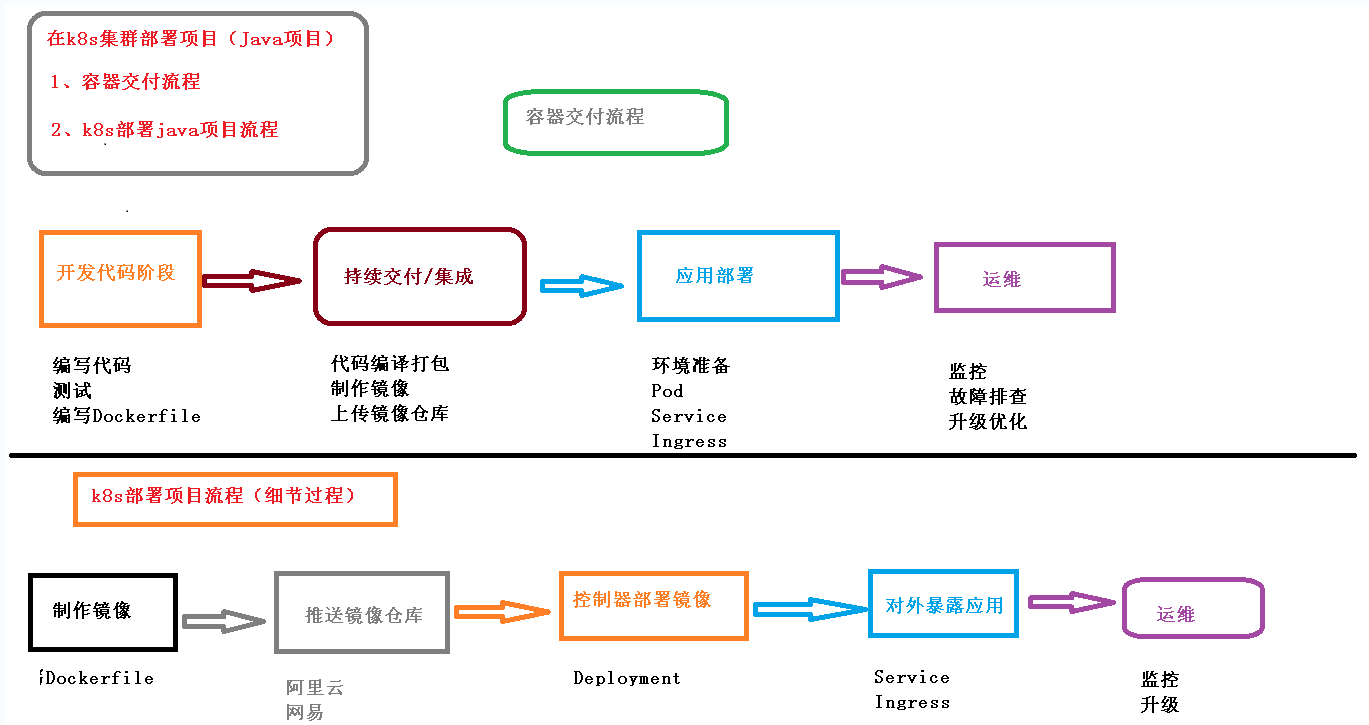 在k8s集群部署项目（Java项目）
1、容器交付流程
2、k8s部署java项目流程
容器交付流程
开发代码阶段
持续交付/集成
应用部署
运维
编写代码
测试
编写Dockerfile
代码编译打包
制作镜像
上传镜像仓库
环境准备
Pod
Service
Ingress
监控
故障排查
升级优化
k8s部署项目流程（细节过程）
制作镜像
推送镜像仓库
控制器部署镜像
对外暴露应用
运维
Dockerfile
阿里云
网易
Deployment
Service
Ingress
监控
升级